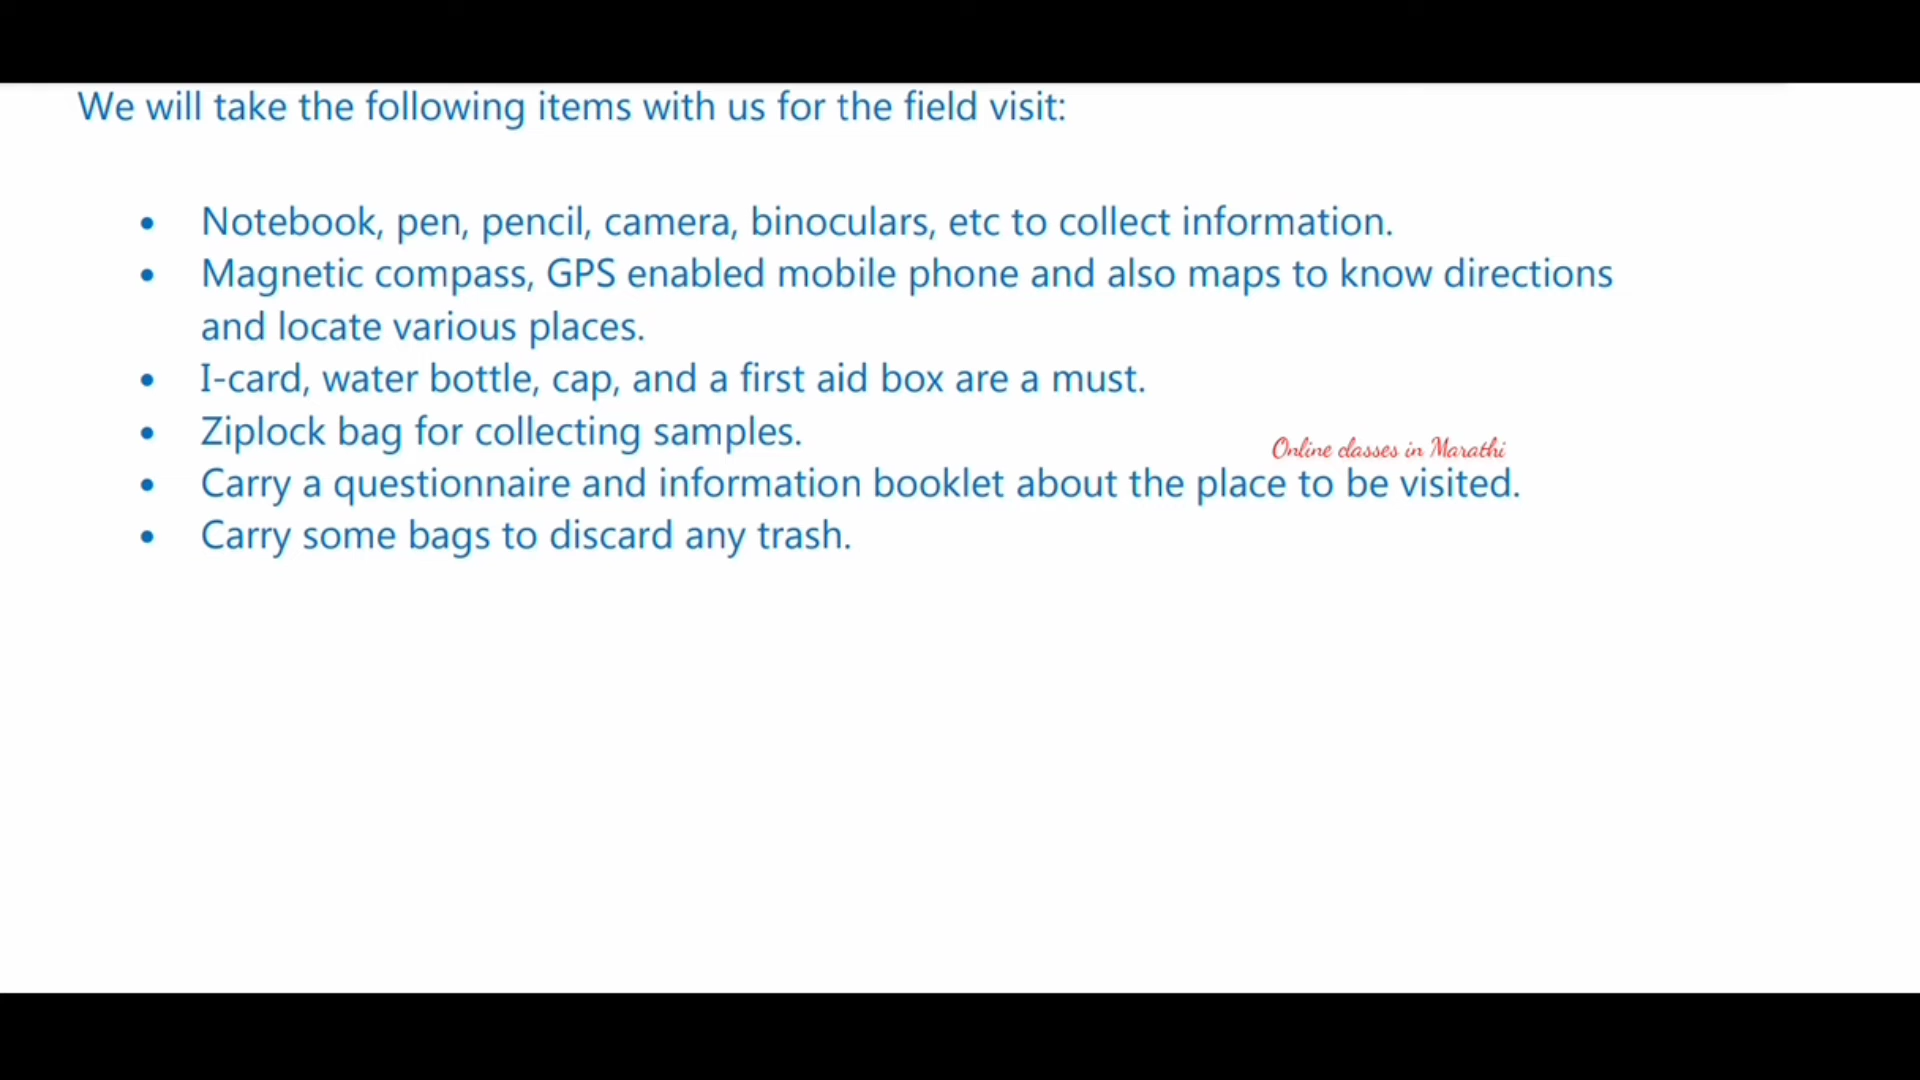 We will take the following items with us for the field visit:
• Notebook, pen, pencil, camera, binoculars, etc to collect information.
• Magnetic compass, GPS enabled mobile phone and also maps to know directions
and locate various places.
• I-card, water bottle, cap, and a first aid box are a must.
• Ziplock bag for collecting samples.
Online classes in Marathi
• Carry a questionnaire and information booklet about the place to be visited.
• Carry some bags to discard any trash.